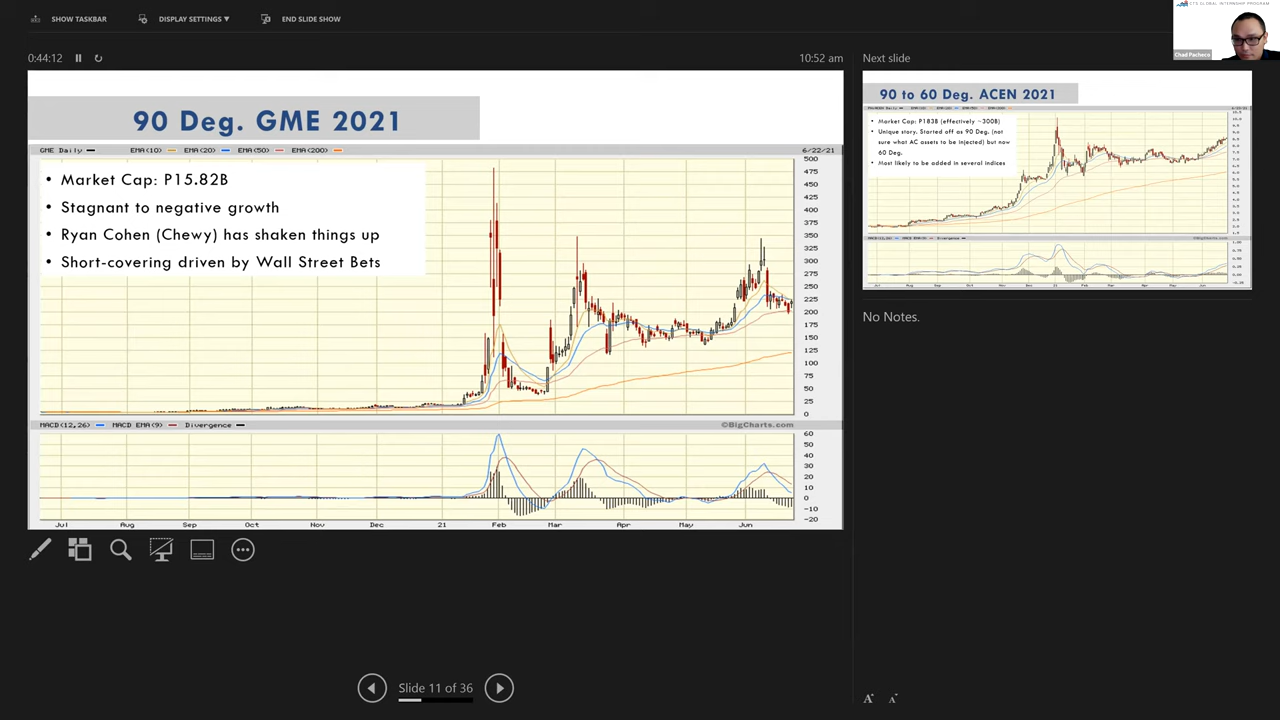 SHOW TASKBAR
DISPLAY SETTINGS ▼
END SLIDE SHOW
CTS GLOBAL INTERNSHIP PROGRAM
Chad Pacheco
0:44:12
10:52 am
90 Deg. GME 2021
GME Daily EMA(10) EMA(20) EMA(50) EMA(200) 6/22/21
• Market Cap: P15.82B
• Stagnant to negative growth
• Ryan Cohen (Chewy) has shaken things up
• Short-covering driven by Wall Street Bets
500
475
450
425
400
375
350
325
300
275
250
225
200
175
150
125
100
75
50
25
0
MACD(12,26) MACD EMA(9) Divergence ©BigCharts.com
60
50
40
30
20
10
0
-10
-20
Jul Aug Sep Oct Nov Dec 21 Feb Mar Apr May Jun
Slide 11 of 36
Next slide
90 to 60 Deg. ACEN 2021
• Market Cap: P183B (effectively ~300B)
• Unique story. Started off as 90 Deg. (not
sure what AC assets to be injected) but now
60 Deg.
• Most likely to be added in several indices
No Notes.